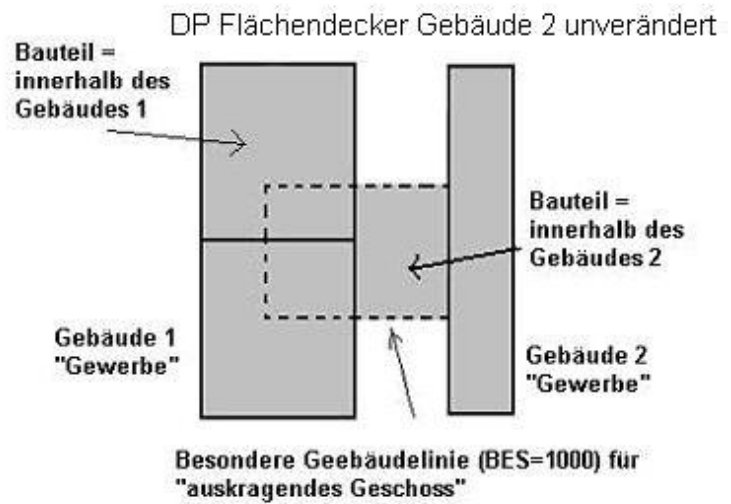 DP Flächendecker Gebäude 2 unverändert
Bauteil =
innerhalb des
Gebäudes 1
Bauteil =
innerhalb des
Gebäudes 2
Gebäude 1
"Gewerbe"
Gebäude 2
"Gewerbe"
Besondere Geebäudelinie (BES=1000) für
"auskragendes Geschoss"